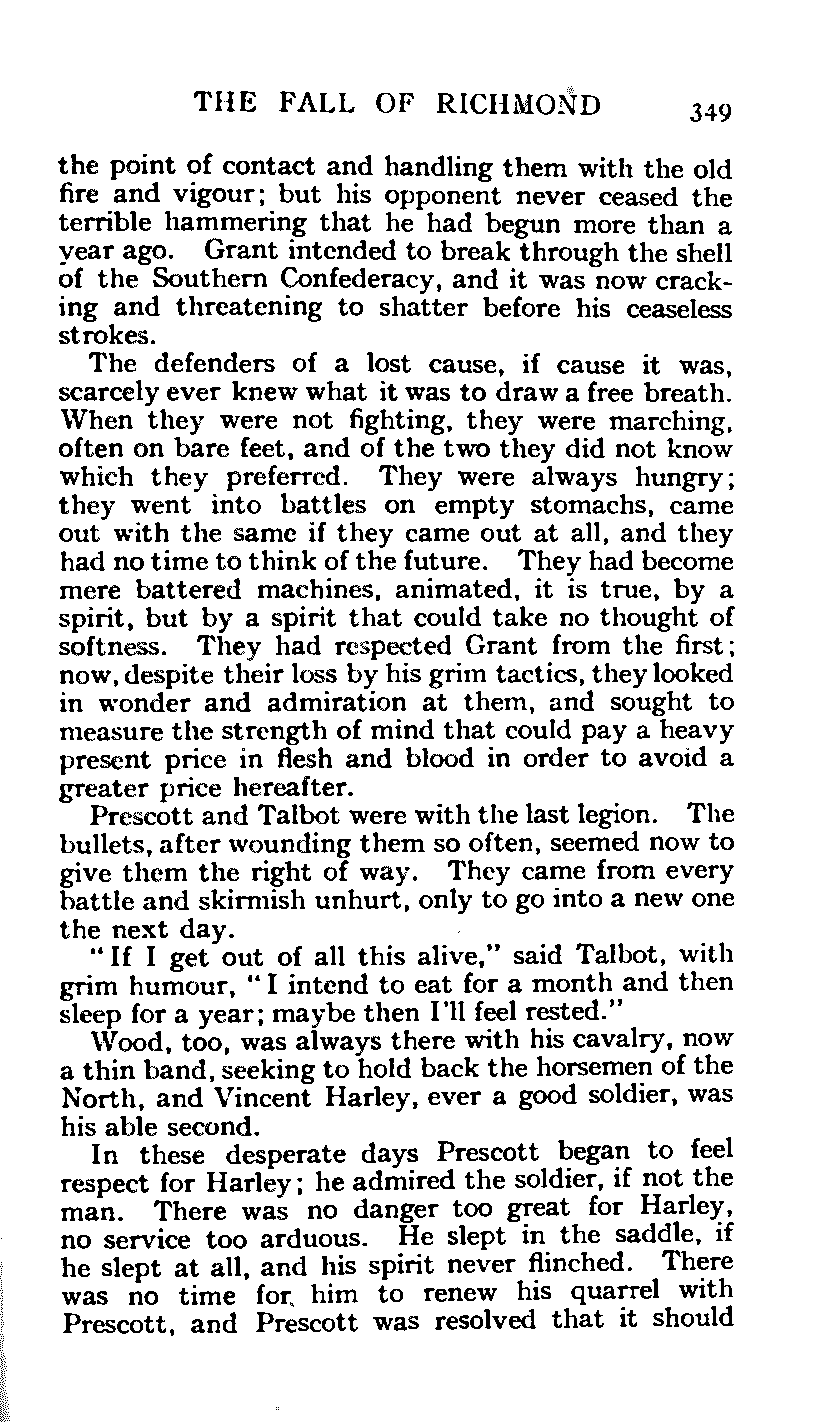 THE FALL OF RICHMOND 349
the point of contact and handling them with the old
fire and vigour; but his opponent never ceased the
terrible hammering that he had begun more than a
year ago. Grant intended to break through the shell
of the Southern Confederacy, and it was now crack-
ing and threatening to shatter before his ceaseless
strokes.
The defenders of a lost cause, if cause it was,
scarcely ever knew what it was to draw a free breath.
When they were not fighting, they were marching,
often on bare feet, and of the two they did not know
which they preferred. They were always hungry;
they went into battles on empty stomachs, came
out with the same if they came out at all, and they
had no time to think of the future. They had become
mere battered machines, animated, it is true, by a
spirit, but by a spirit that could take no thought of
softness. They had respected Grant from the first;
now, despite their loss by his grim tactics, they looked
in wonder and admiration at them, and sought to
measure the strength of mind that could pay a heavy
present price in flesh and blood in order to avoid a
greater price hereafter.
Prescott and Talbot were with the last legion. The
bullets, after wounding them so often, seemed now to
give them the right of way. They came from every
battle and skirmish unhurt, only to go into a new one
the next day.
"If I get out of all this alive," said Talbot, with
grim humour, "I intend to eat for a month and then
sleep for a year; maybe then I'll feel rested."
Wood, too, was always there with his cavalry, now
a thin band, seeking to hold back the horsemen of the
North, and Vincent Harley, ever a good soldier, was
his able second.
In these desperate days Prescott began to feel
respect for Harley; he admired the soldier, if not the
man. There was no danger too great for Harley,
no service too arduous. He slept in the saddle, if
he slept at all, and his spirit never flinched. There
was no time for him to renew his quarrel with
Prescott, and Prescott was resolved that it should